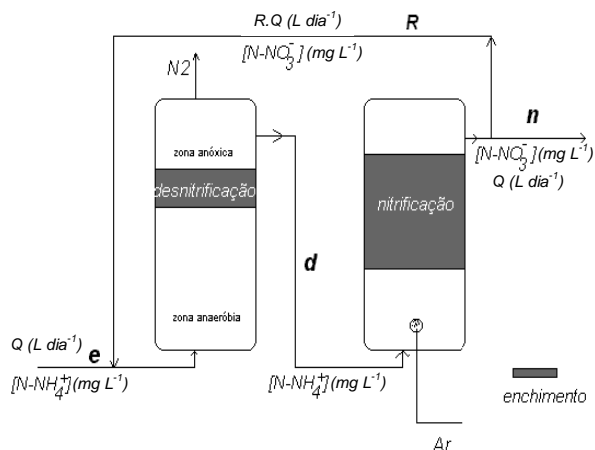 R.Q (L dia-1)
R
[N-NO3-] (mg L-1)
N2
n
zona anóxica
[N-NO3-] (mg L-1)
Q (L dia-1)
desnitrificação
nitrificação
d
zona anaeróbia
Q (L dia-1)
e
[N-NH4+] (mg L-1)
[N-NH4+] (mg L-1)
enchimento
Ar